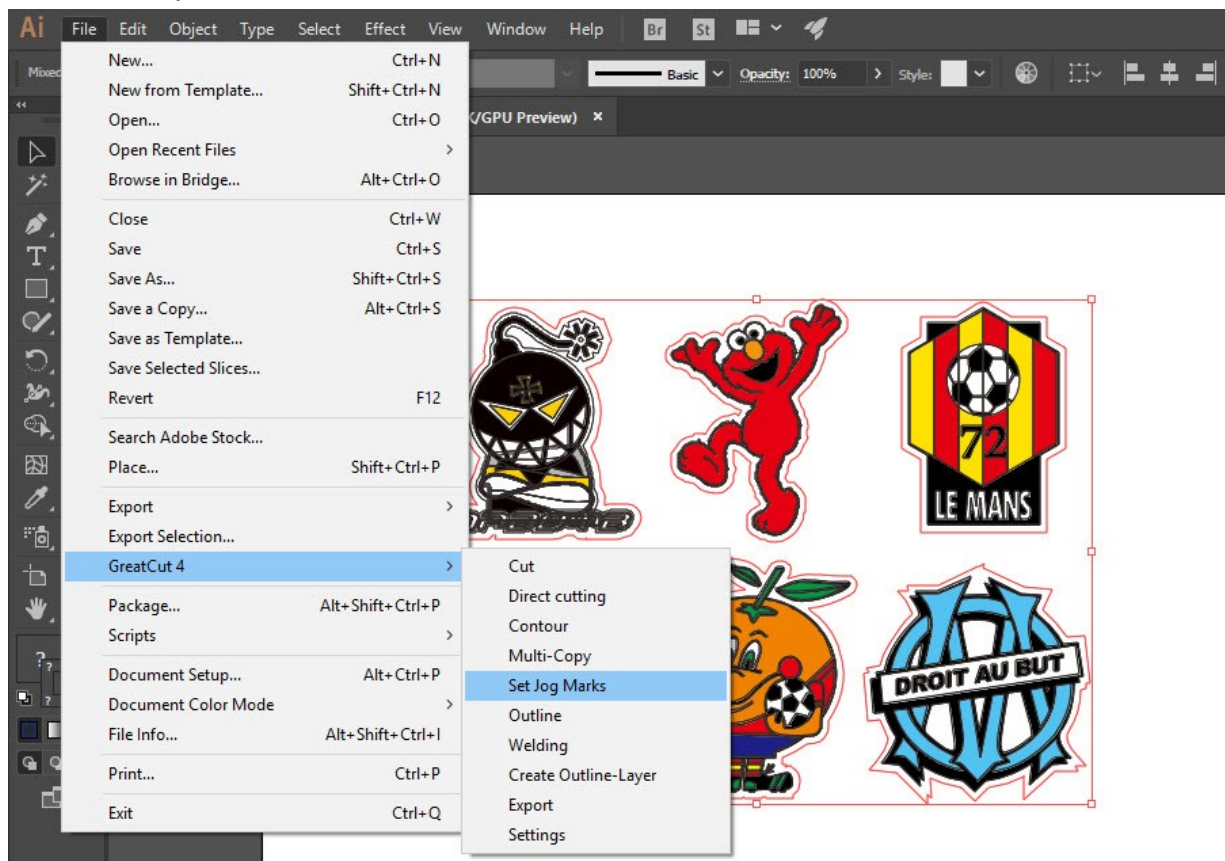 Ai File Edit Object Type Select Effect View Window Help Br St
Basic Opacity: 100% Style:
New... Ctrl+N
New from Template... Shift+Ctrl+N
Open... Ctrl+O
/GPU Preview) ×
Open Recent Files
Browse in Bridge... Alt+Ctrl+O
Close Ctrl+W
Save Ctrl+S
Save As... Shift+Ctrl+S
Save a Copy... Alt+Ctrl+S
Save as Template...
Save Selected Slices...
Revert F12
Search Adobe Stock...
Place... Shift+Ctrl+P
Export
Export Selection...
GreatCut 4
Package... Alt+Shift+Ctrl+P
Scripts
Document Setup... Alt+Ctrl+P
Document Color Mode
File Info... Alt+Shift+Ctrl+I
Print... Ctrl+P
Exit Ctrl+Q
Cut
Direct cutting
Contour
Multi-Copy
Set Jog Marks
Outline
Welding
Create Outline-Layer
Export
Settings
72
LE MANS
DROIT AU BUT